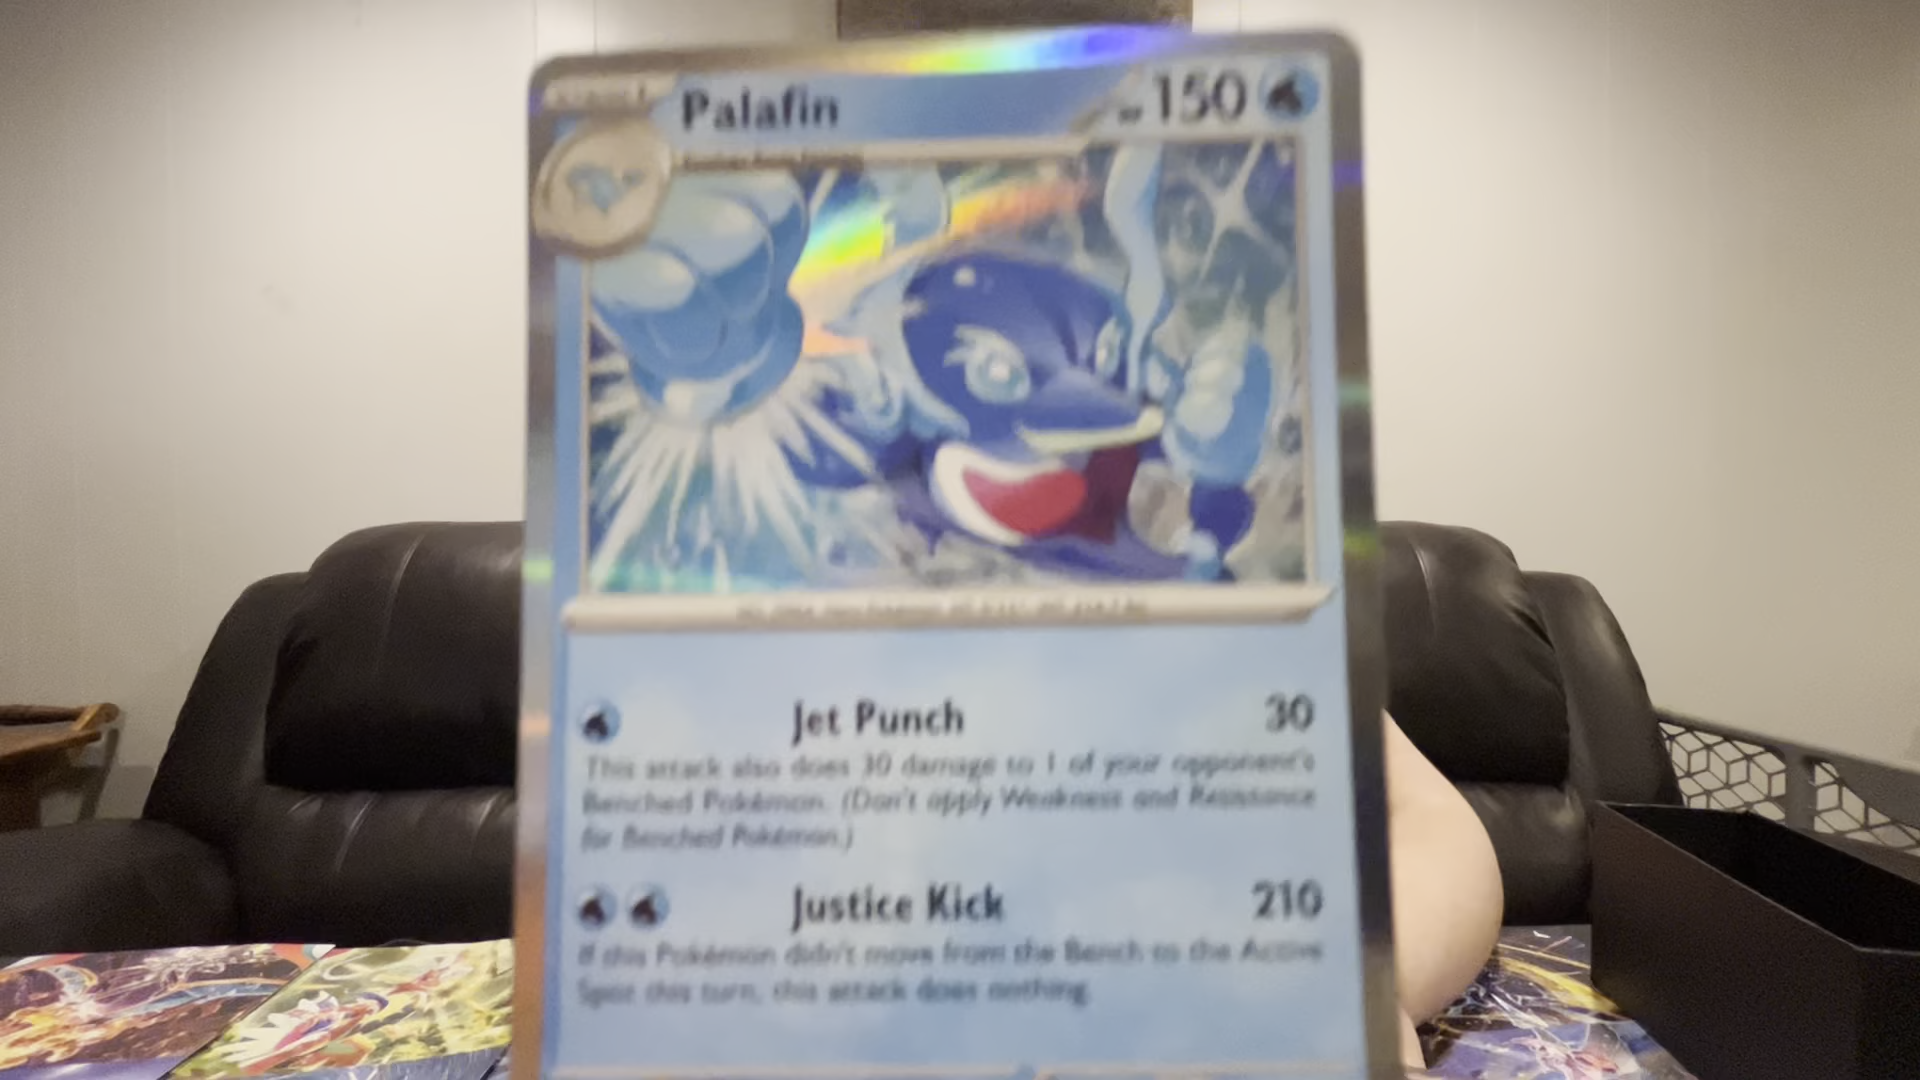 Palafin
150
Jet Punch 30
This attack also does 30 damage to 1 of your opponent's
Benched Pokémon. (Don't apply Weakness and Resistance
for Benched Pokémon.)
Justice Kick 210
If this Pokémon didn't move from the Bench to the Active
Spot this turn, this attack does nothing.